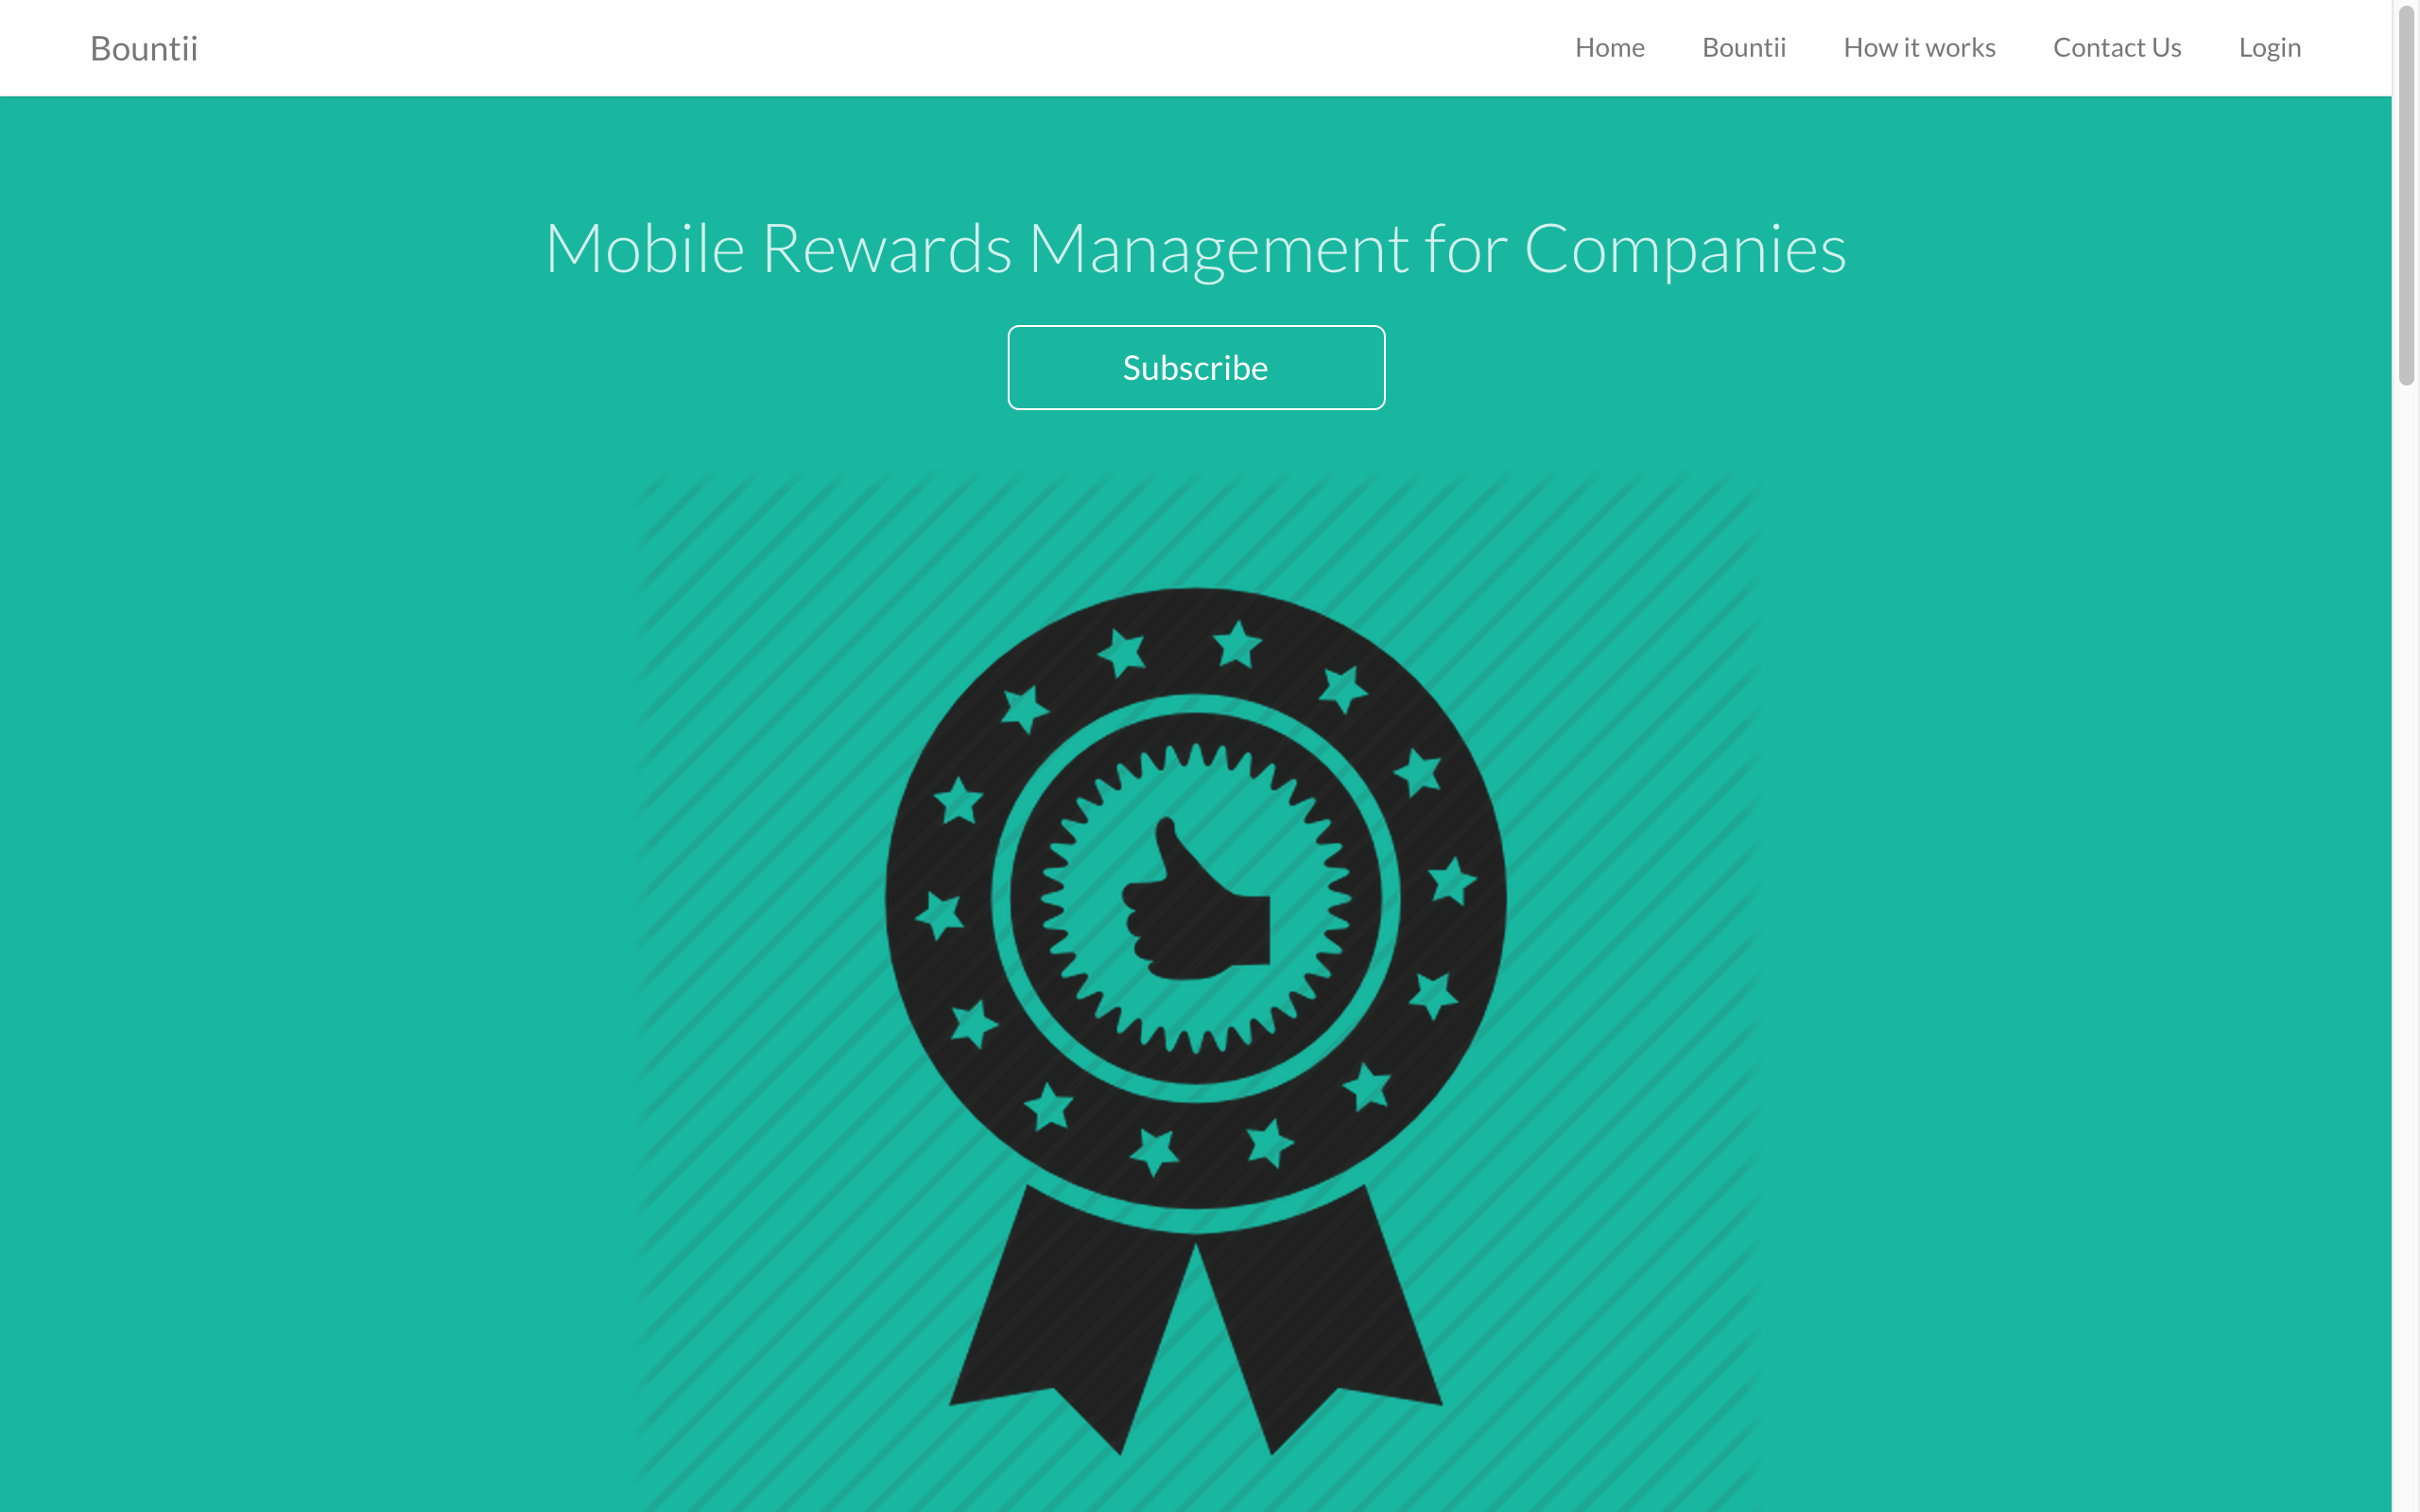 Bountii
Home Bountii How it works Contact Us Login
Mobile Rewards Management for Companies
Subscribe